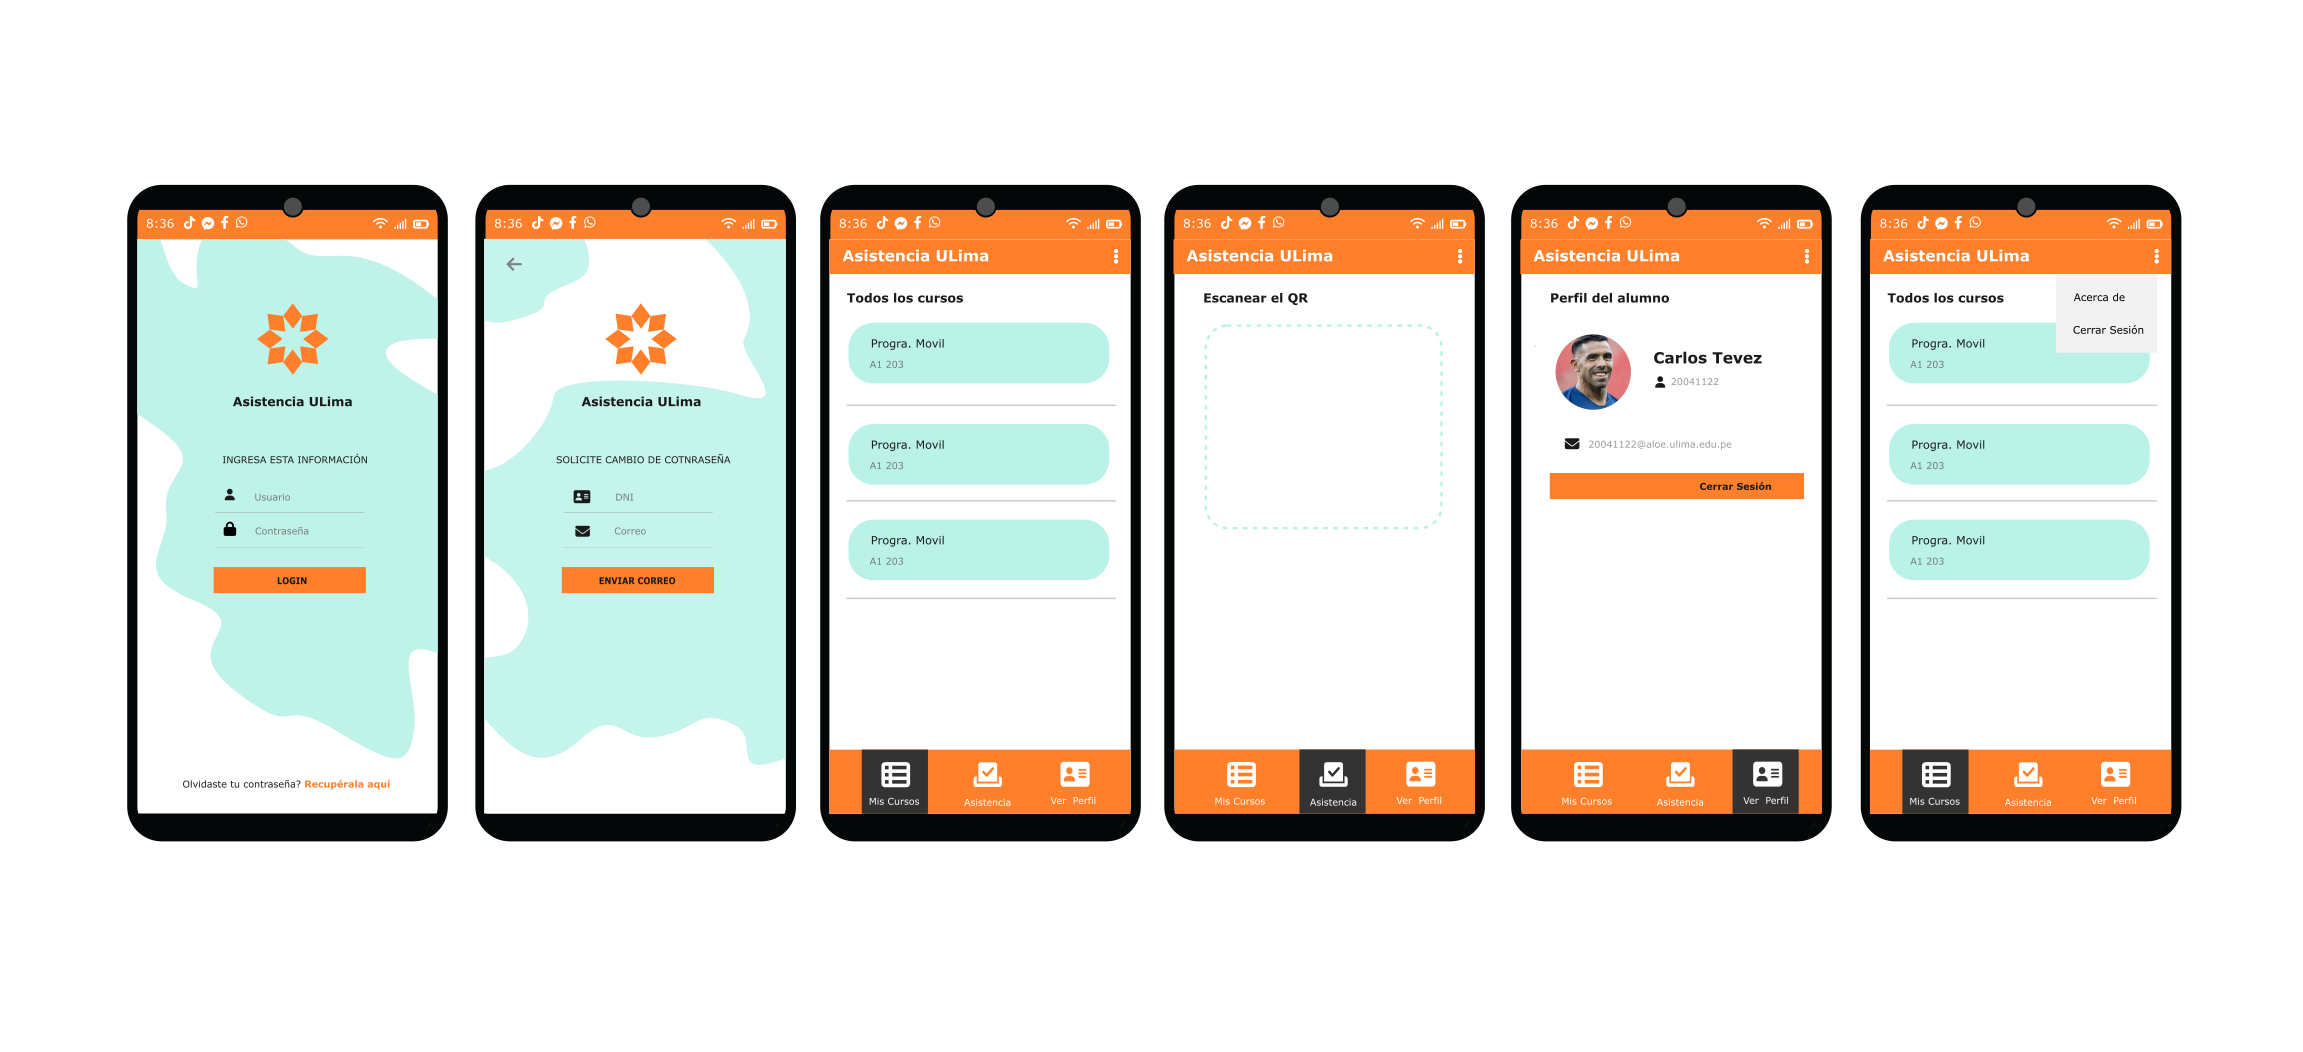 8:36
Asistencia ULima
INGRESA ESTA INFORMACIÓN
Usuario
Contraseña
LOGIN
Olvidaste tu contraseña? Recupérala aquí
8:36
Asistencia ULima
SOLICITE CAMBIO DE COTNRASEÑA
DNI
Correo
ENVIAR CORREO
8:36
Asistencia ULima
Todos los cursos
Progra. Movil
A1 203
Progra. Movil
A1 203
Progra. Movil
A1 203
Mis Cursos
Asistencia
Ver Perfil
8:36
Asistencia ULima
Escanear el QR
Mis Cursos
Asistencia
Ver Perfil
8:36
Asistencia ULima
Perfil del alumno
Carlos Tevez
20041122
20041122@aloe.ulima.edu.pe
Cerrar Sesión
Mis Cursos
Asistencia
Ver Perfil
8:36
Asistencia ULima
Acerca de
Cerrar Sesión
Todos los cursos
Progra. Movil
A1 203
Progra. Movil
A1 203
Progra. Movil
A1 203
Mis Cursos
Asistencia
Ver Perfil